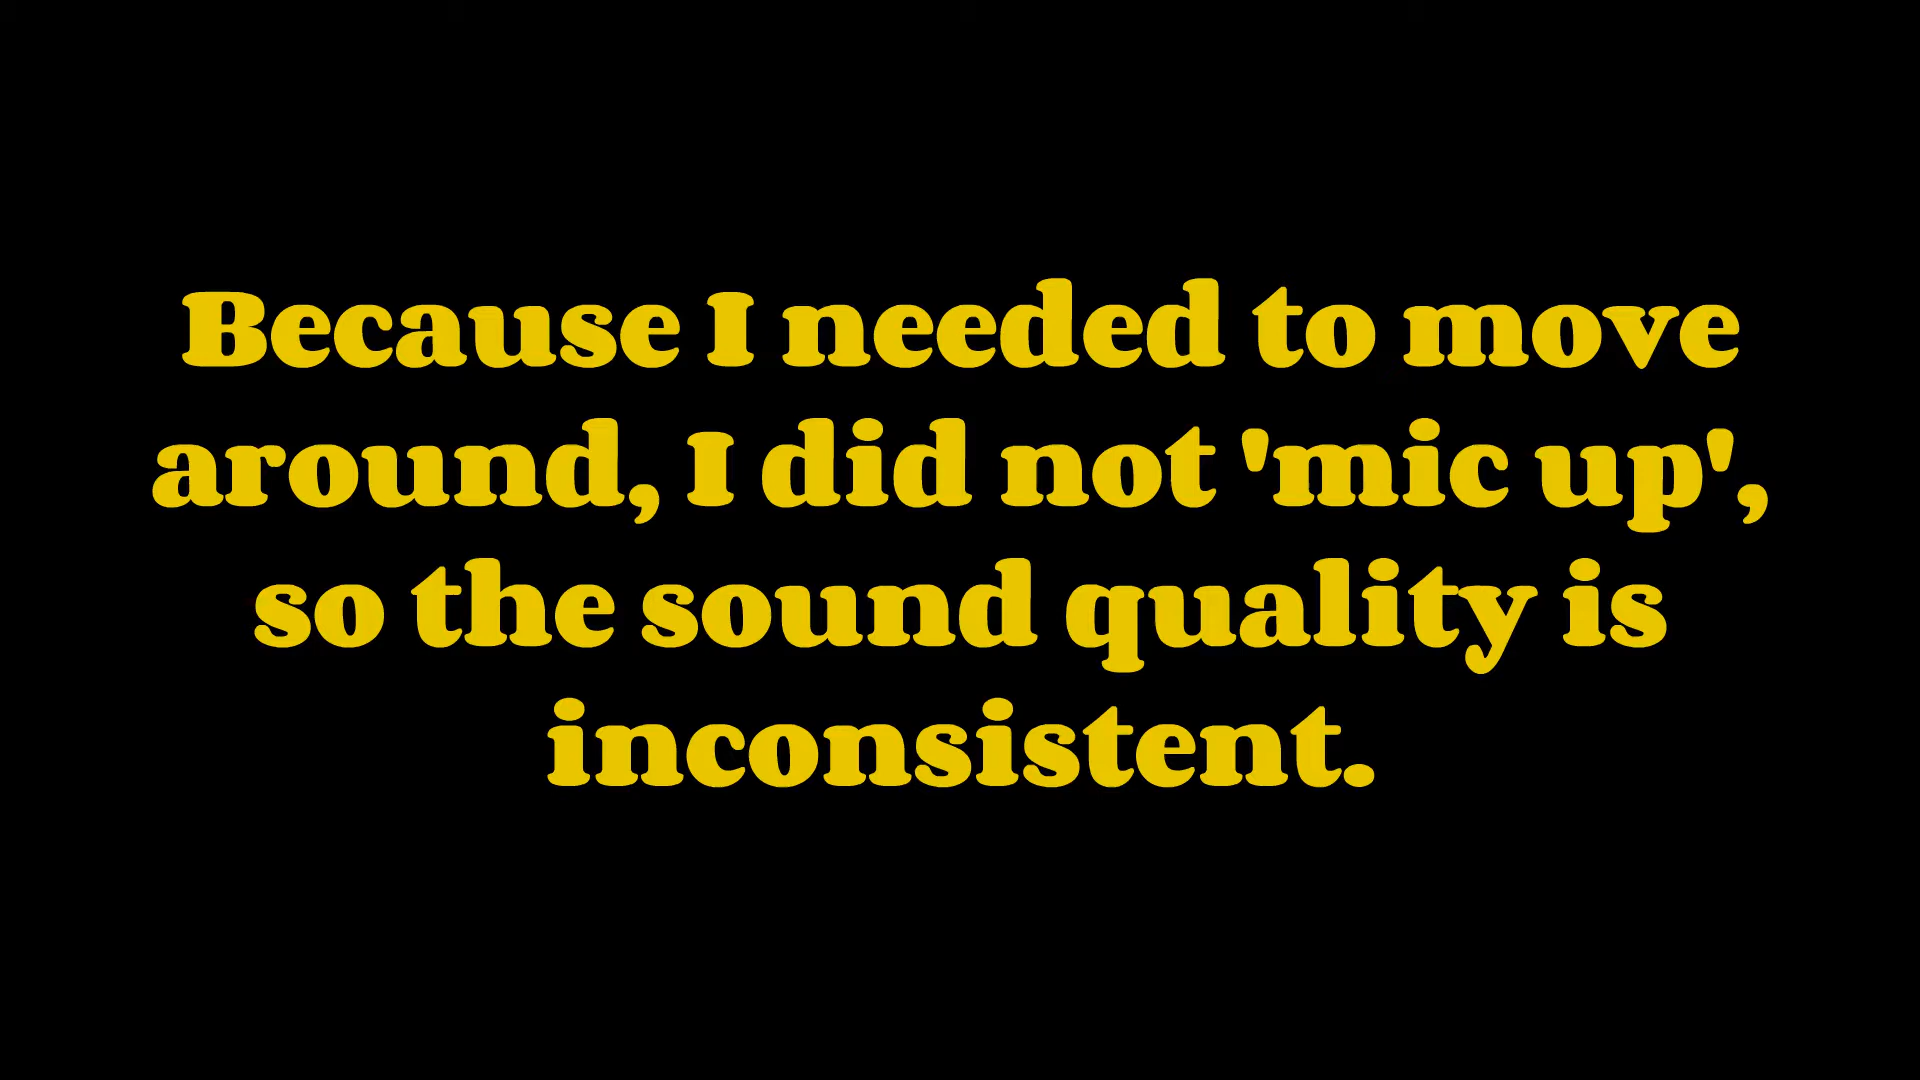 Because I needed to move
around, I did not 'mic up',
so the sound quality is
inconsistent.